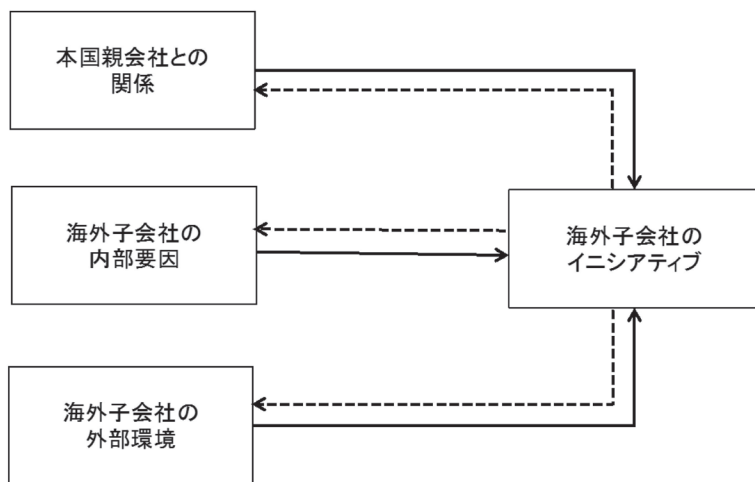 本国親会社との
関係
海外子会社の
内部要因
海外子会社の
イニシアティブ
海外子会社の
外部環境